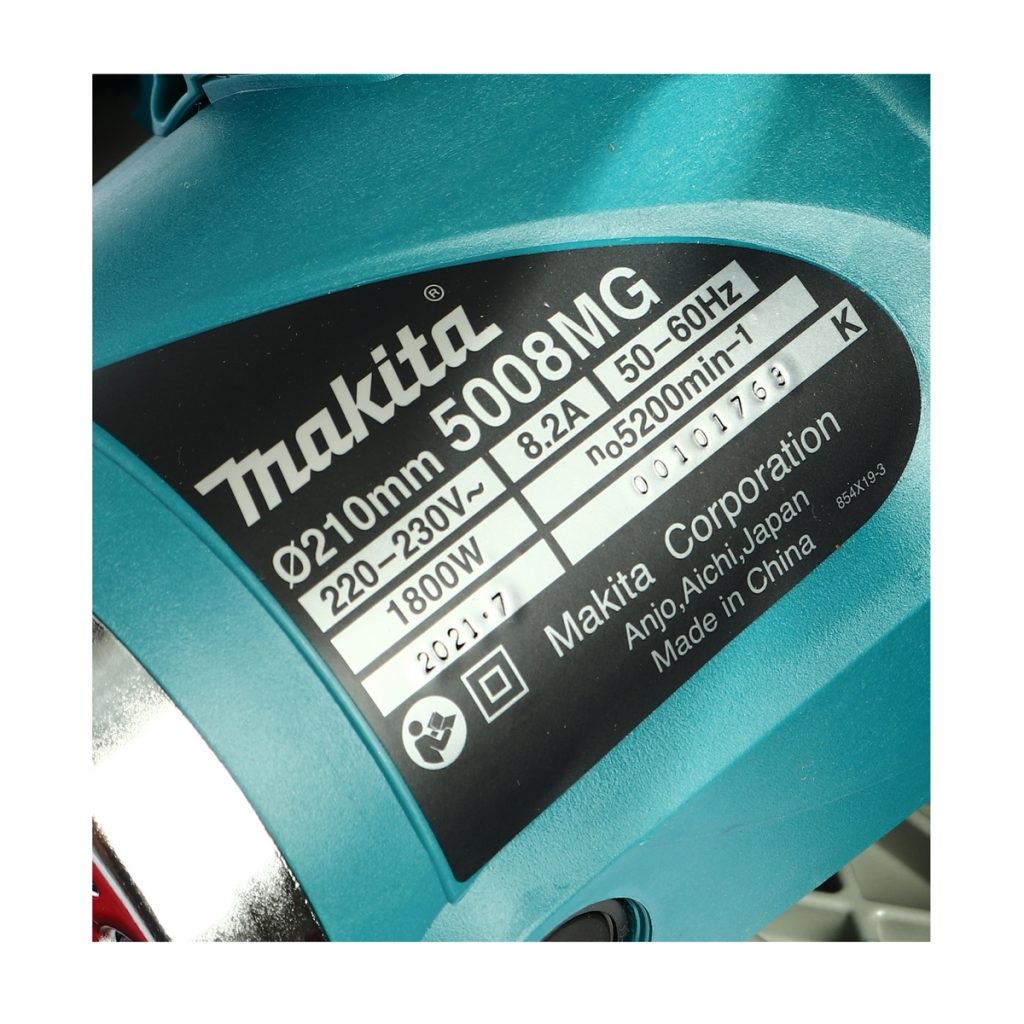 makita®
Ø210mm 5008MG
220–230V~ 8.2A 50–60Hz
1800W n₀5200min–1
2021·7 00101763 K
Makita Corporation
Anjo,Aichi,Japan
Made in China
854X19-3